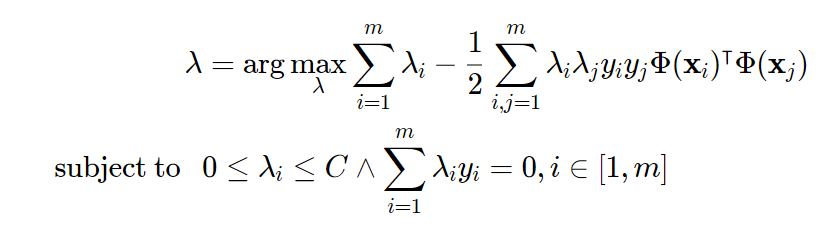 λ = arg max_λ ∑_{i=1}^{m} λ_i − 1/2 ∑_{i,j=1}^{m} λ_i λ_j y_i y_j Φ(x_i)^⊺ Φ(x_j)
subject to 0 ≤ λ_i ≤ C ∧ ∑_{i=1}^{m} λ_i y_i = 0, i ∈ [1, m]